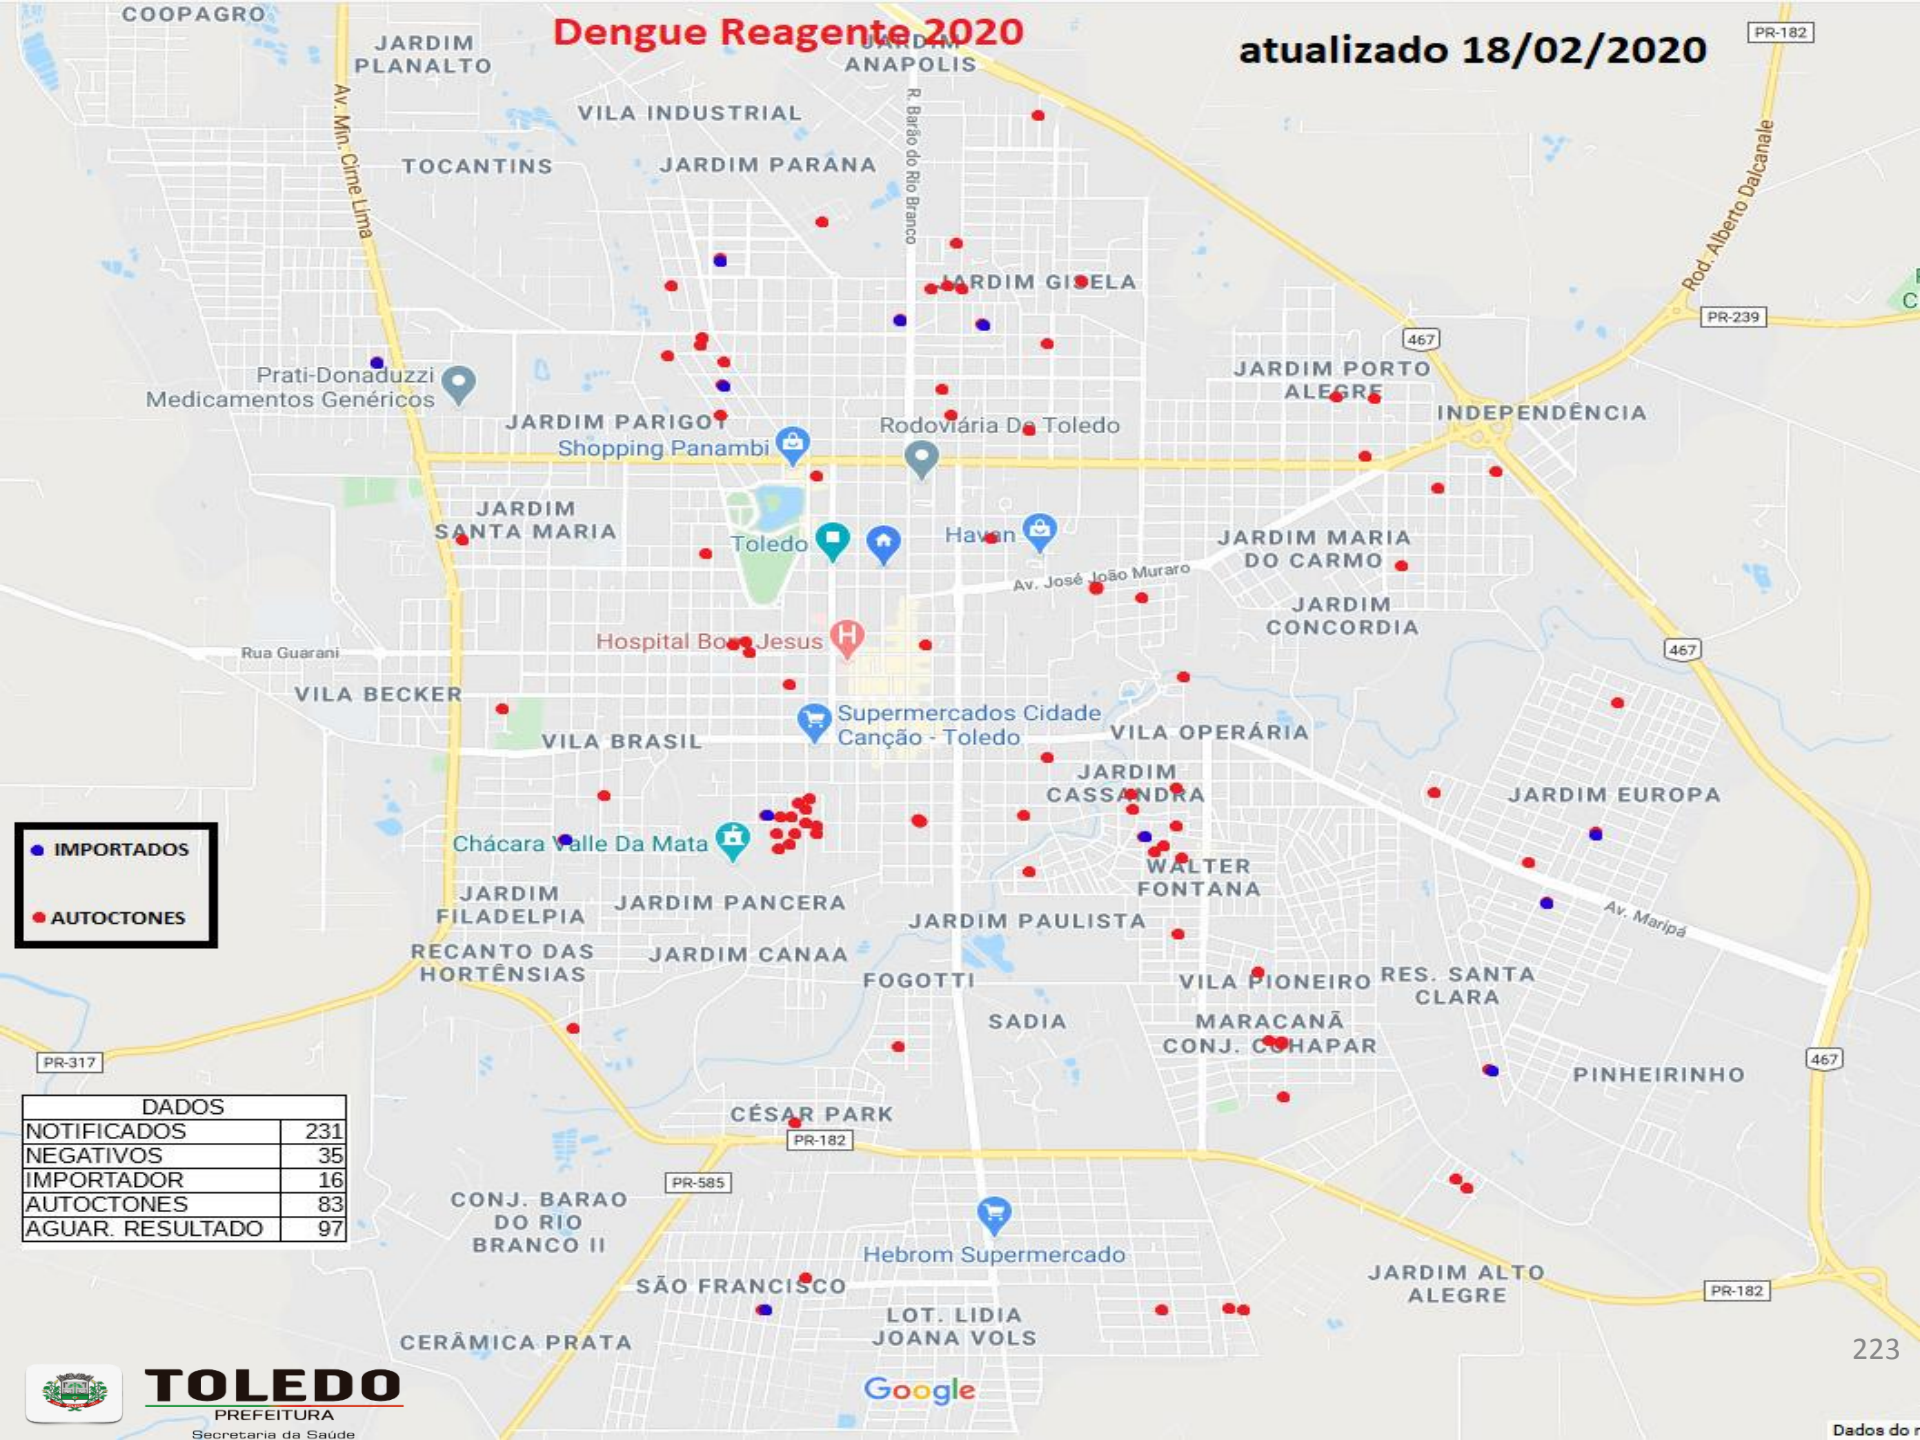 COOPAGRO
Dengue Reagente 2020
atualizado 18/02/2020
PR-182
JARDIM
PLANALTO
JARDIM
ANAPOLIS
VILA INDUSTRIAL
Av. Min. Cirne Lima
R. Barão do Rio Branco
TOCANTINS
JARDIM PARANA
Rod. Alberto Dalcanale
JARDIM GISELA
PR-239
467
Prati-Donaduzzi
Medicamentos Genéricos
JARDIM PORTO
ALEGRE
INDEPENDÊNCIA
JARDIM PARIGOT
Shopping Panambi
Rodoviária De Toledo
JARDIM
SANTA MARIA
Toledo
Havan
JARDIM MARIA
DO CARMO
Av. José João Muraro
JARDIM
CONCORDIA
Hospital Bom Jesus
H
Rua Guarani
467
VILA BECKER
Supermercados Cidade
Canção - Toledo
VILA BRASIL
VILA OPERÁRIA
JARDIM
CASSANDRA
JARDIM EUROPA
IMPORTADOS
AUTOCTONES
Chácara Valle Da Mata
WALTER
FONTANA
JARDIM
FILADELPIA
JARDIM PANCERA
JARDIM PAULISTA
Av. Maripá
RECANTO DAS
HORTÊNSIAS
JARDIM CANAA
FOGOTTI
VILA PIONEIRO
RES. SANTA
CLARA
SADIA
MARACANÃ
CONJ. COHAPAR
PR-317
467
PINHEIRINHO
DADOS
NOTIFICADOS 231
NEGATIVOS 35
IMPORTADOR 16
AUTOCTONES 83
AGUAR. RESULTADO 97
CÉSAR PARK
PR-182
PR-585
CONJ. BARAO
DO RIO
BRANCO II
Hebrom Supermercado
SÃO FRANCISCO
JARDIM ALTO
ALEGRE
PR-182
LOT. LIDIA
JOANA VOLS
CERÂMICA PRATA
223
TOLEDO
PREFEITURA
Secretaria da Saúde
Google
Dados do